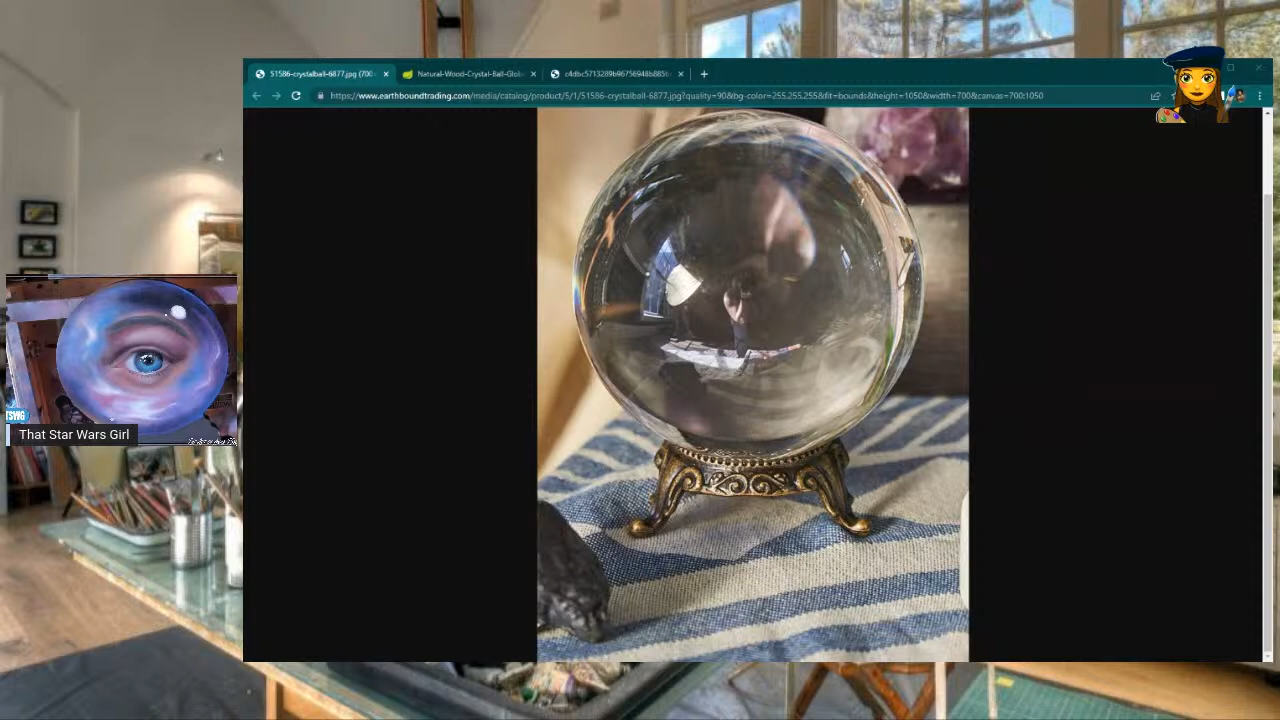 51586-crystalball-6877.jpg (700
Natural-Wood-Crystal-Ball-Glob
c4dbc5713289b96756948b885
https://www.earthboundtrading.com/media/catalog/product/5/1/51586-crystalball-6877.jpg?quality=90&bg-color=255,255,255&fit=bounds&height=1050&width=700&canvas=700:1050
TSWG
That Star Wars Girl